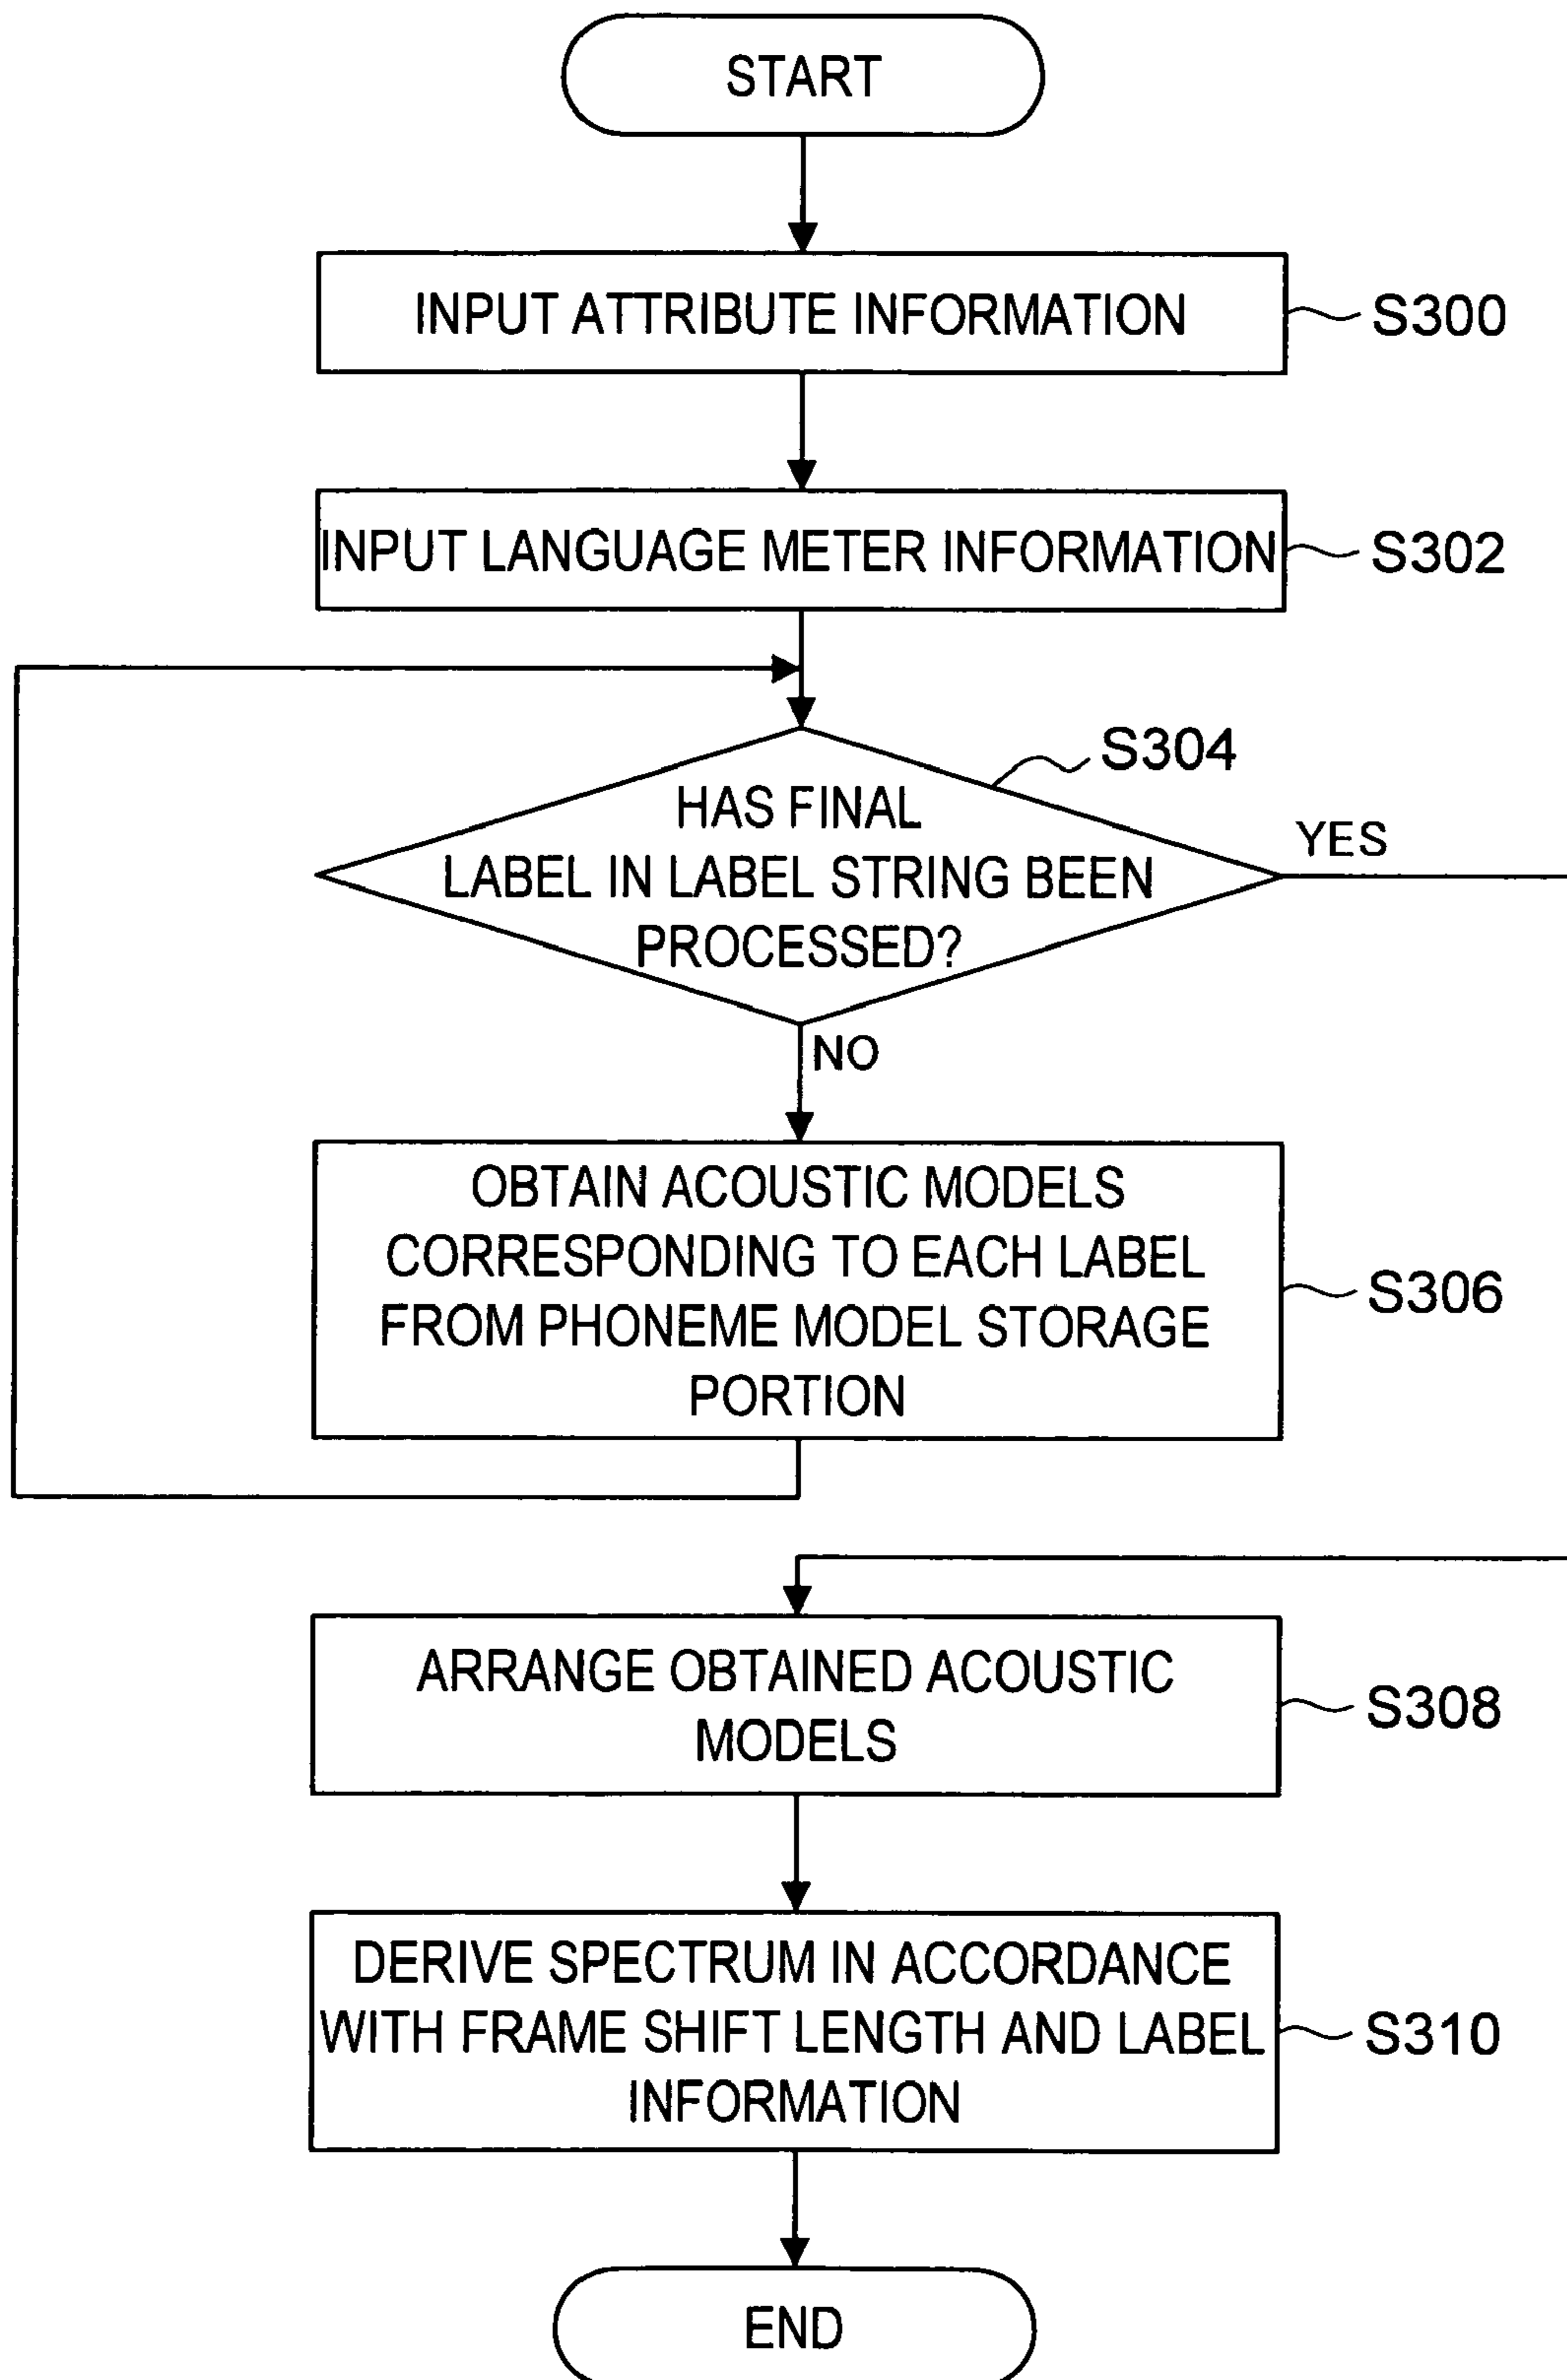 START
INPUT ATTRIBUTE INFORMATION
S300
INPUT LANGUAGE METER INFORMATION
S302
S304
HAS FINAL
LABEL IN LABEL STRING BEEN
PROCESSED?
YES
NO
OBTAIN ACOUSTIC MODELS
CORRESPONDING TO EACH LABEL
FROM PHONEME MODEL STORAGE
PORTION
S306
ARRANGE OBTAINED ACOUSTIC
MODELS
S308
DERIVE SPECTRUM IN ACCORDANCE
WITH FRAME SHIFT LENGTH AND LABEL
INFORMATION
S310
END